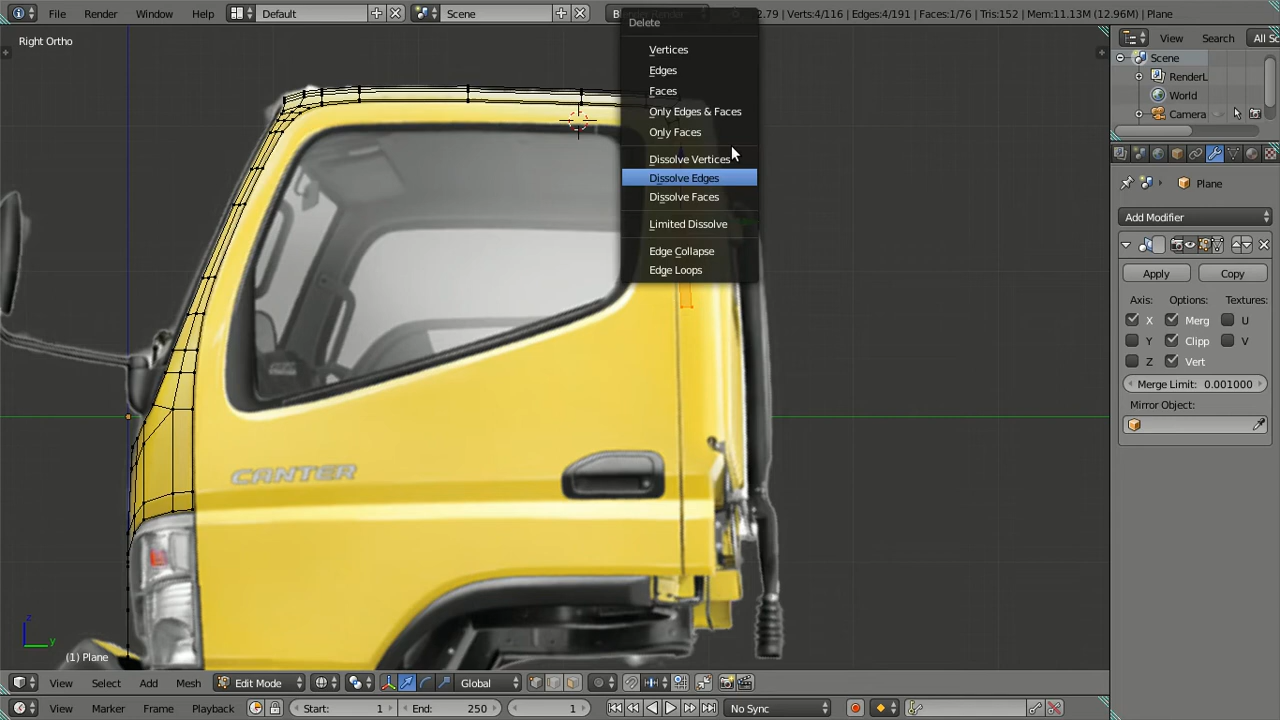 File Render Window Help Default Scene 2.79 | Verts:4/116 | Edges:4/191 | Faces:1/76 | Tris:152 | Mem:11.13M (12.96M) | Plane
Right Ortho
Delete
Vertices
Edges
Faces
Only Edges & Faces
Only Faces
Dissolve Vertices
Dissolve Edges
Dissolve Faces
Limited Dissolve
Edge Collapse
Edge Loops
CANTER
z
y
(1) Plane
View Search All Sc
Scene
RenderL
World
Camera
Plane
Add Modifier
Apply Copy
Axis: Options: Textures:
X Merg U
Y Clipp V
Z Vert
Merge Limit: 0.001000
Mirror Object:
View Select Add Mesh Edit Mode Global
View Marker Frame Playback Start: 1 End: 250 1 No Sync